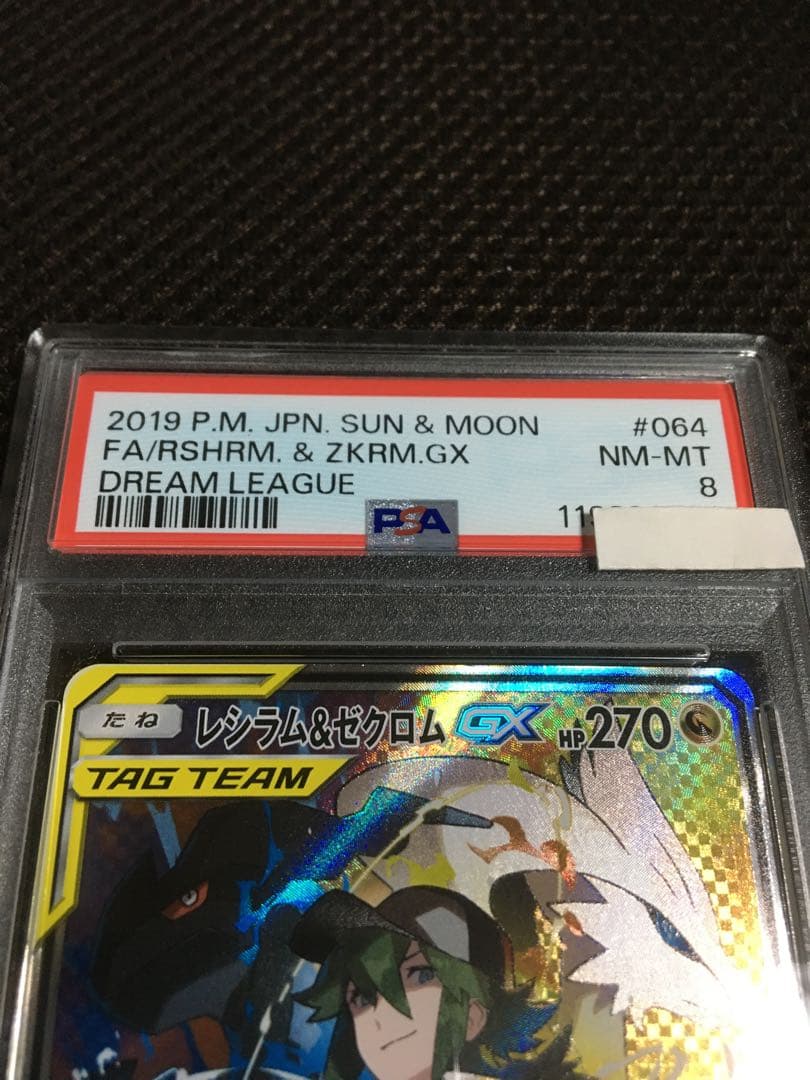 2019 P.M. JPN. SUN & MOON #064
FA/RSHRM. & ZKRM.GX NM-MT
DREAM LEAGUE 8
PSA
たね レシラム&ゼクロム GX HP270
TAG TEAM